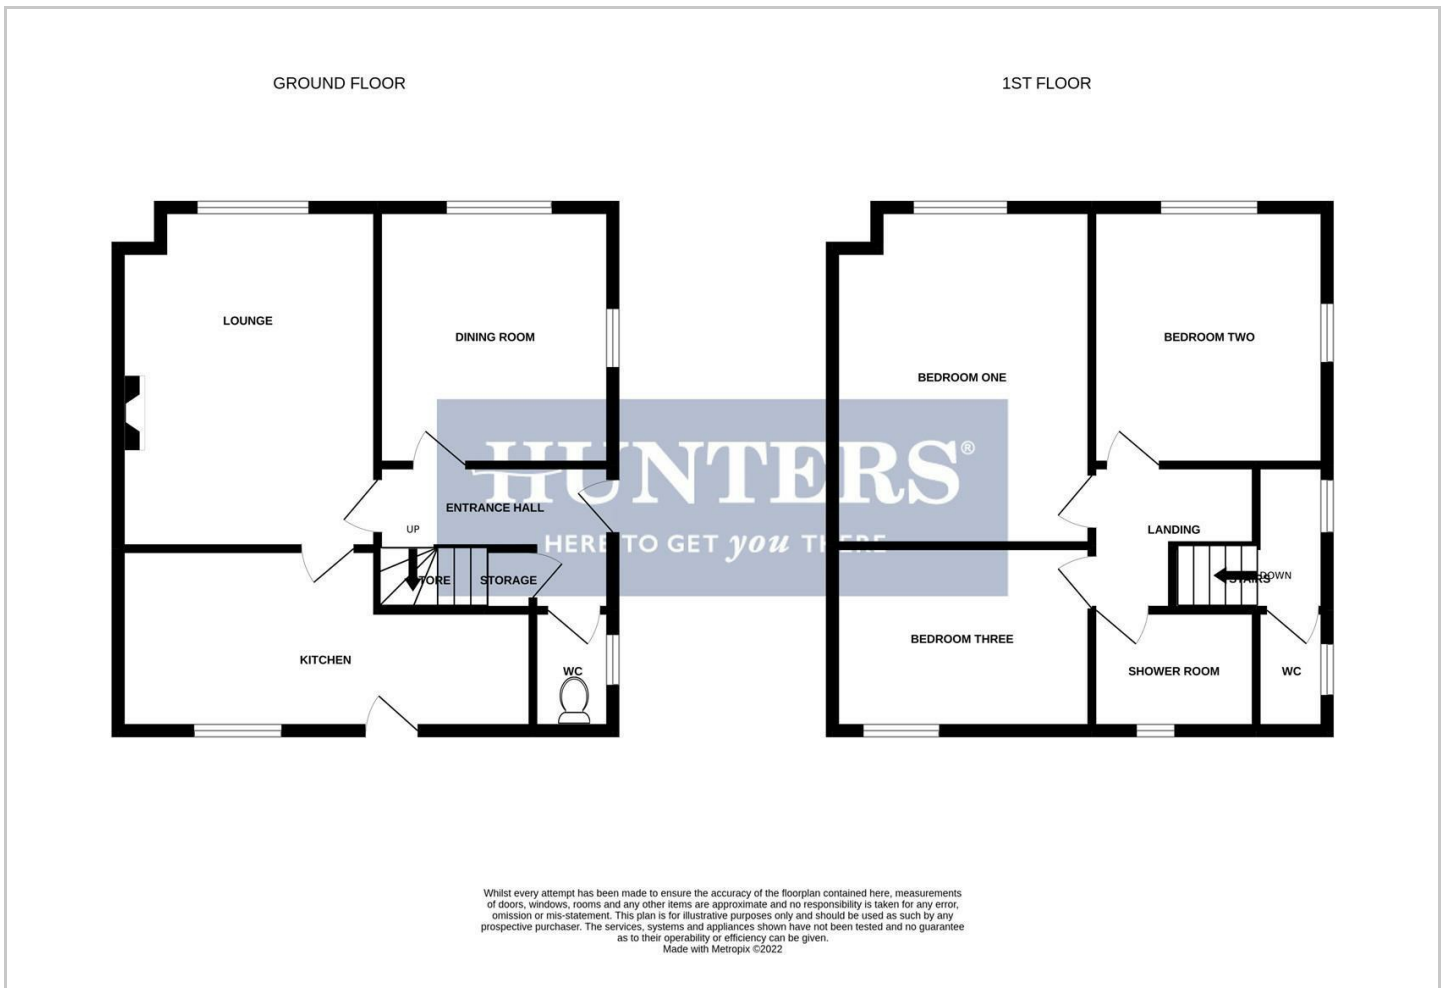 GROUND FLOOR
1ST FLOOR
LOUNGE
DINING ROOM
ENTRANCE HALL
UP
STORE
STORAGE
KITCHEN
WC
BEDROOM ONE
BEDROOM TWO
LANDING
DOWN
STAIRS
BEDROOM THREE
SHOWER ROOM
WC
HUNTERS®
HERE TO GET you THERE
Whilst every attempt has been made to ensure the accuracy of the floorplan contained here, measurements
of doors, windows, rooms and any other items are approximate and no responsibility is taken for any error,
omission or mis-statement. This plan is for illustrative purposes only and should be used as such by any
prospective purchaser. The services, systems and appliances shown have not been tested and no guarantee
as to their operability or efficiency can be given.
Made with Metropix ©2022